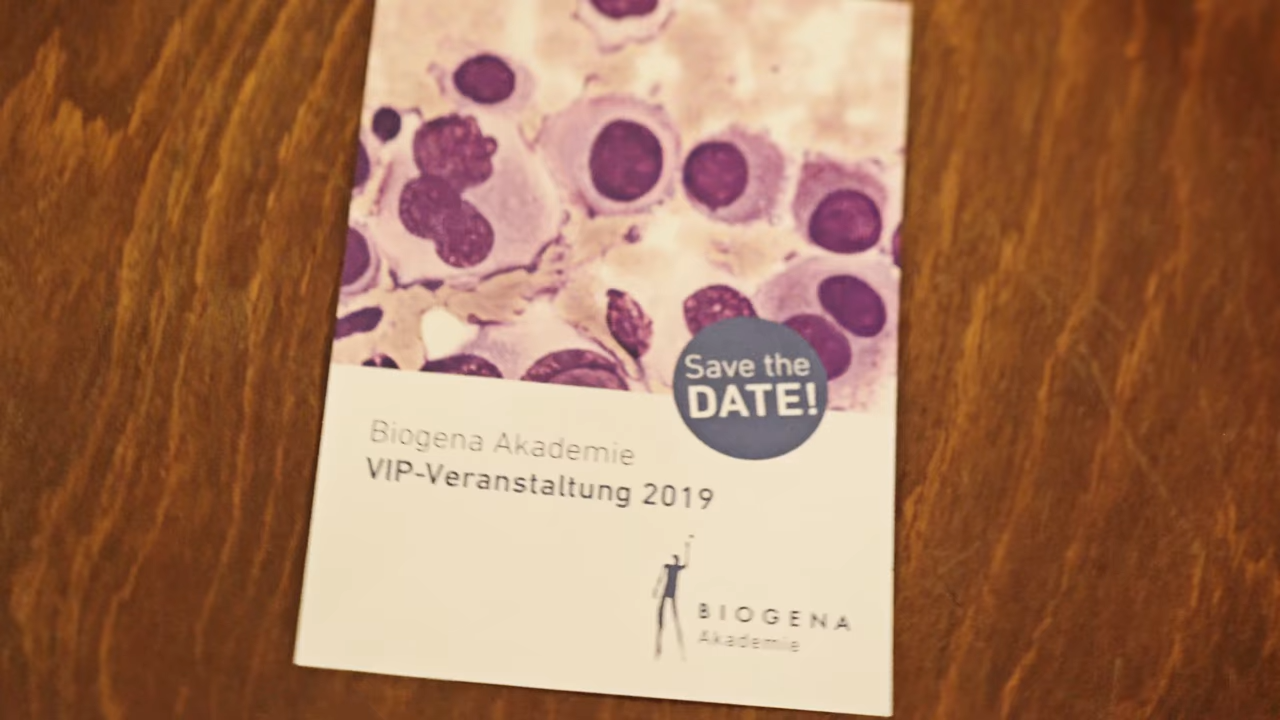 Save the
DATE!
Biogena Akademie
VIP-Veranstaltung 2019
BIOGENA
Akademie